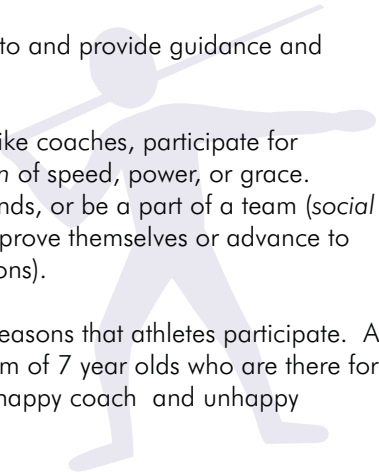 to and provide guidance and
ike coaches, participate for
n of speed, power, or grace.
nds, or be a part of a team (social
prove themselves or advance to
ons).
easons that athletes participate.  A
m of 7 year olds who are there for
happy coach  and unhappy